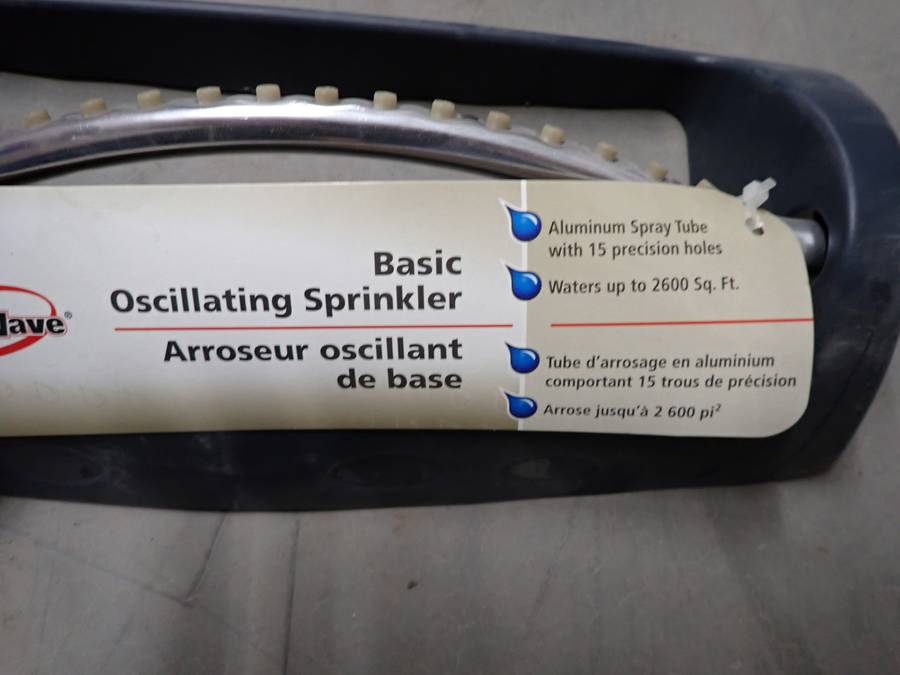 Basic
Oscillating Sprinkler
Arroseur oscillant
de base
Aluminum Spray Tube
with 15 precision holes
Waters up to 2600 Sq. Ft.
Tube d'arrosage en aluminium
comportant 15 trous de précision
Arrose jusqu'à 2 600 pi²